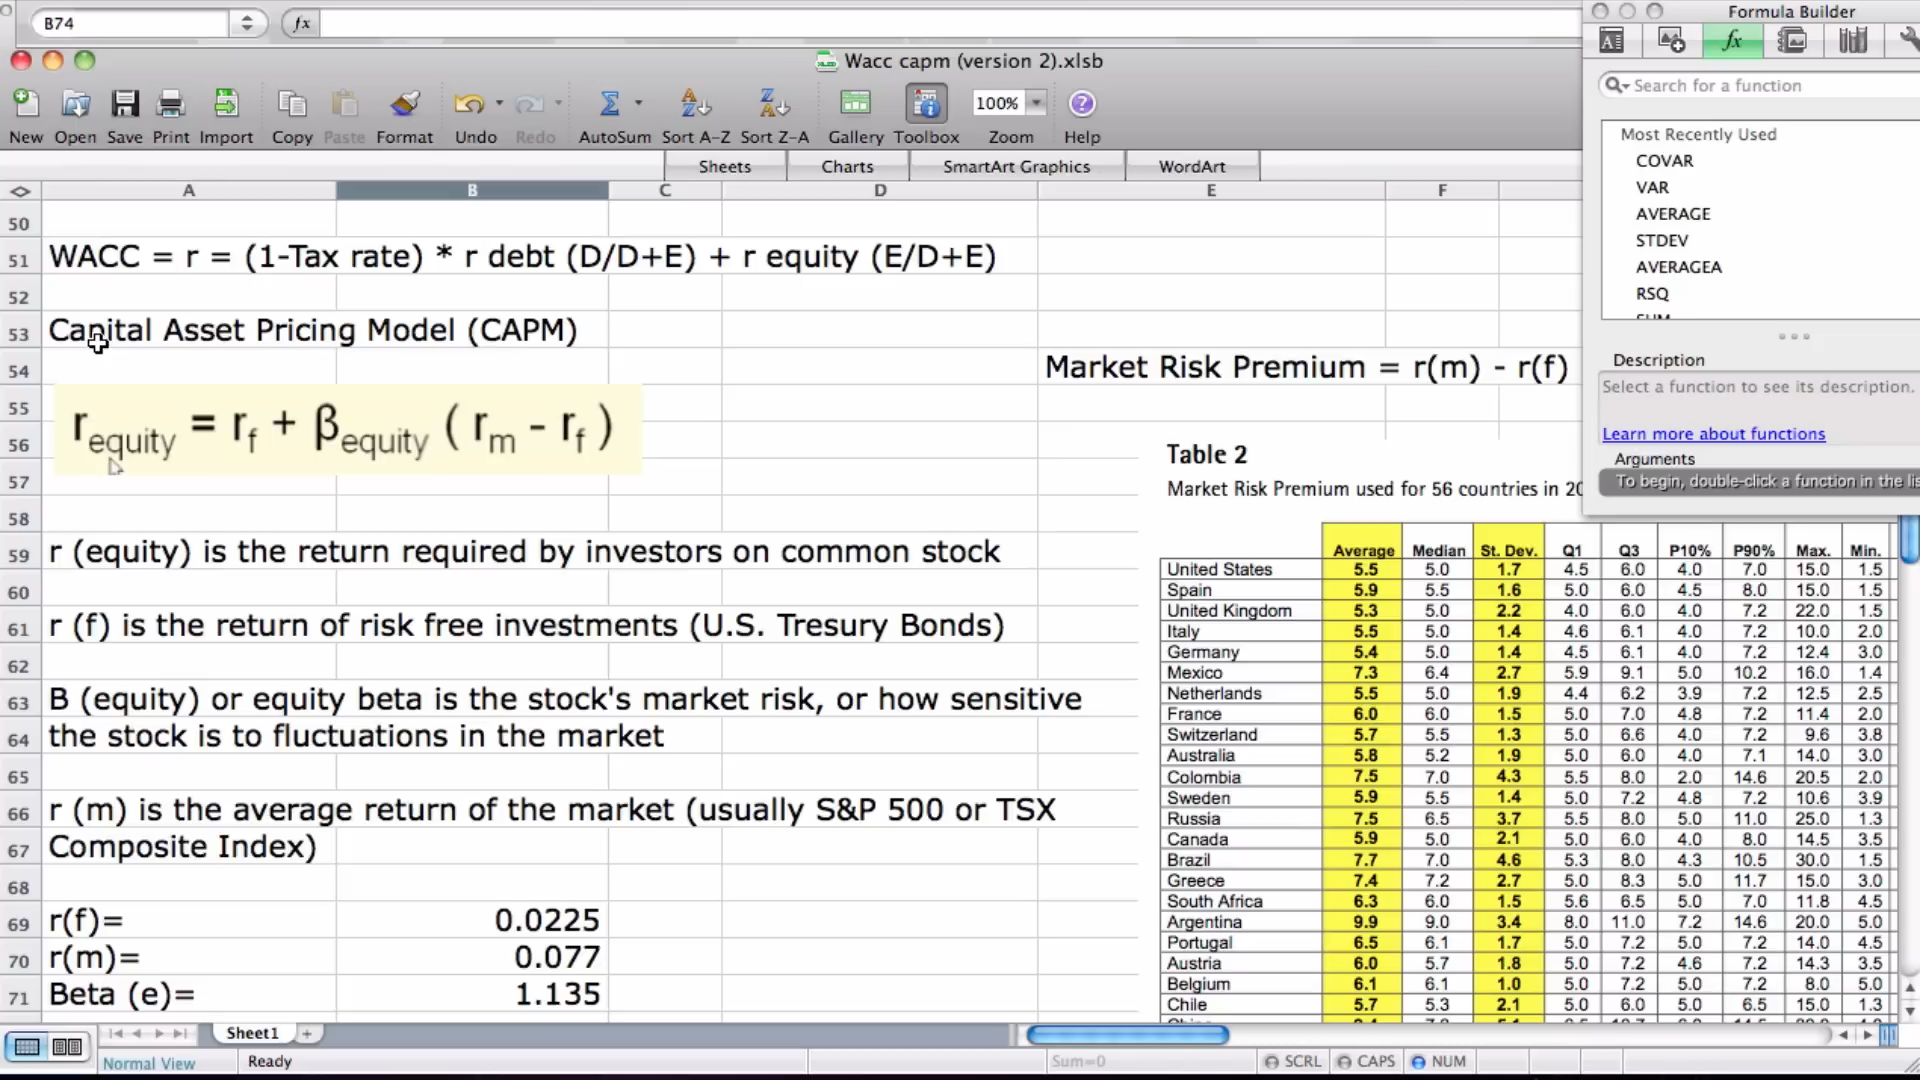 B74
fx
Formula Builder
Wacc capm (version 2).xlsb
fx
Search for a function
100%
New Open Save Print Import Copy Paste Format Undo Redo AutoSum Sort A-Z Sort Z-A Gallery Toolbox Zoom Help
Sheets Charts SmartArt Graphics WordArt
Most Recently Used
COVAR
VAR
AVERAGE
STDEV
AVERAGEA
RSQ
SUM
Description
Select a function to see its description.
Learn more about functions
Arguments
To begin, double-click a function in the lis
A B C D E F
50
51 WACC = r = (1-Tax rate) * r debt (D/D+E) + r equity (E/D+E)
52
53 Capital Asset Pricing Model (CAPM)
54 Market Risk Premium = r(m) - r(f)
55
56 r equity = r f + β equity ( r m - r f )
57
58
59 r (equity) is the return required by investors on common stock
60
61 r (f) is the return of risk free investments (U.S. Tresury Bonds)
62
63 B (equity) or equity beta is the stock's market risk, or how sensitive
64 the stock is to fluctuations in the market
65
66 r (m) is the average return of the market (usually S&P 500 or TSX
67 Composite Index)
68
69 r(f)= 0.0225
70 r(m)= 0.077
71 Beta (e)= 1.135
Table 2
Market Risk Premium used for 56 countries in 20
Average Median St. Dev. Q1 Q3 P10% P90% Max. Min.
United States 5.5 5.0 1.7 4.5 6.0 4.0 7.0 15.0 1.5
Spain 5.9 5.5 1.6 5.0 6.0 4.5 8.0 15.0 1.5
United Kingdom 5.3 5.0 2.2 4.0 6.0 4.0 7.2 22.0 1.5
Italy 5.5 5.0 1.4 4.6 6.1 4.0 7.2 10.0 2.0
Germany 5.4 5.0 1.4 4.5 6.1 4.0 7.2 12.4 3.0
Mexico 7.3 6.4 2.7 5.9 9.1 5.0 10.2 16.0 1.4
Netherlands 5.5 5.0 1.9 4.4 6.2 3.9 7.2 12.5 2.5
France 6.0 6.0 1.5 5.0 7.0 4.8 7.2 11.4 2.0
Switzerland 5.7 5.5 1.3 5.0 6.6 4.0 7.2 9.6 3.8
Australia 5.8 5.2 1.9 5.0 6.0 4.0 7.1 14.0 3.0
Colombia 7.5 7.0 4.3 5.5 8.0 2.0 14.6 20.5 2.0
Sweden 5.9 5.5 1.4 5.0 7.2 4.8 7.2 10.6 3.9
Russia 7.5 6.5 3.7 5.5 8.0 5.0 11.0 25.0 1.3
Canada 5.9 5.0 2.1 5.0 6.0 4.0 8.0 14.5 3.5
Brazil 7.7 7.0 4.6 5.3 8.0 4.3 10.5 30.0 1.5
Greece 7.4 7.2 2.7 5.0 8.3 5.0 11.7 15.0 3.0
South Africa 6.3 6.0 1.5 5.6 6.5 5.0 7.0 11.8 4.5
Argentina 9.9 9.0 3.4 8.0 11.0 7.2 14.6 20.0 5.0
Portugal 6.5 6.1 1.7 5.0 7.2 5.0 7.2 14.0 4.5
Austria 6.0 5.7 1.8 5.0 7.2 4.6 7.2 14.3 3.5
Belgium 6.1 6.1 1.0 5.0 7.2 5.0 7.2 8.0 5.0
Chile 5.7 5.3 2.1 5.0 6.0 5.0 6.5 15.0 1.3
Sheet1
Normal View Ready Sum=0 SCRL CAPS NUM